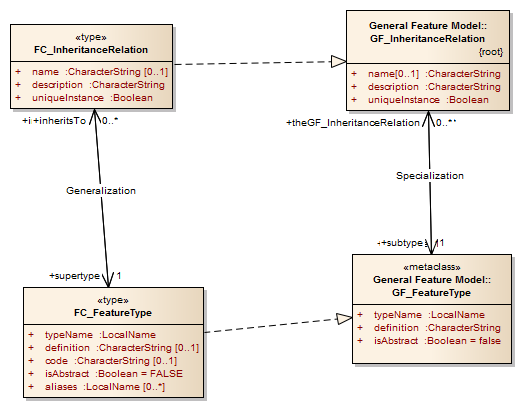 «type»
FC_InheritanceRelation
+ name :CharacterString [0..1]
+ description :CharacterString
+ uniqueInstance :Boolean
General Feature Model::
GF_InheritanceRelation
{root}
+ name[0..1] :CharacterString
+ description :CharacterString
+ uniqueInstance :Boolean
+i +inheritsTo 0..*
+theGF_InheritanceRelation 0..*
Generalization
Specialization
+supertype 1
+subtype 1
«type»
FC_FeatureType
+ typeName :LocalName
+ definition :CharacterString [0..1]
+ code :CharacterString [0..1]
+ isAbstract :Boolean = FALSE
+ aliases :LocalName [0..*]
«metaclass»
General Feature Model::
GF_FeatureType
+ typeName :LocalName
+ definition :CharacterString
+ isAbstract :Boolean = false